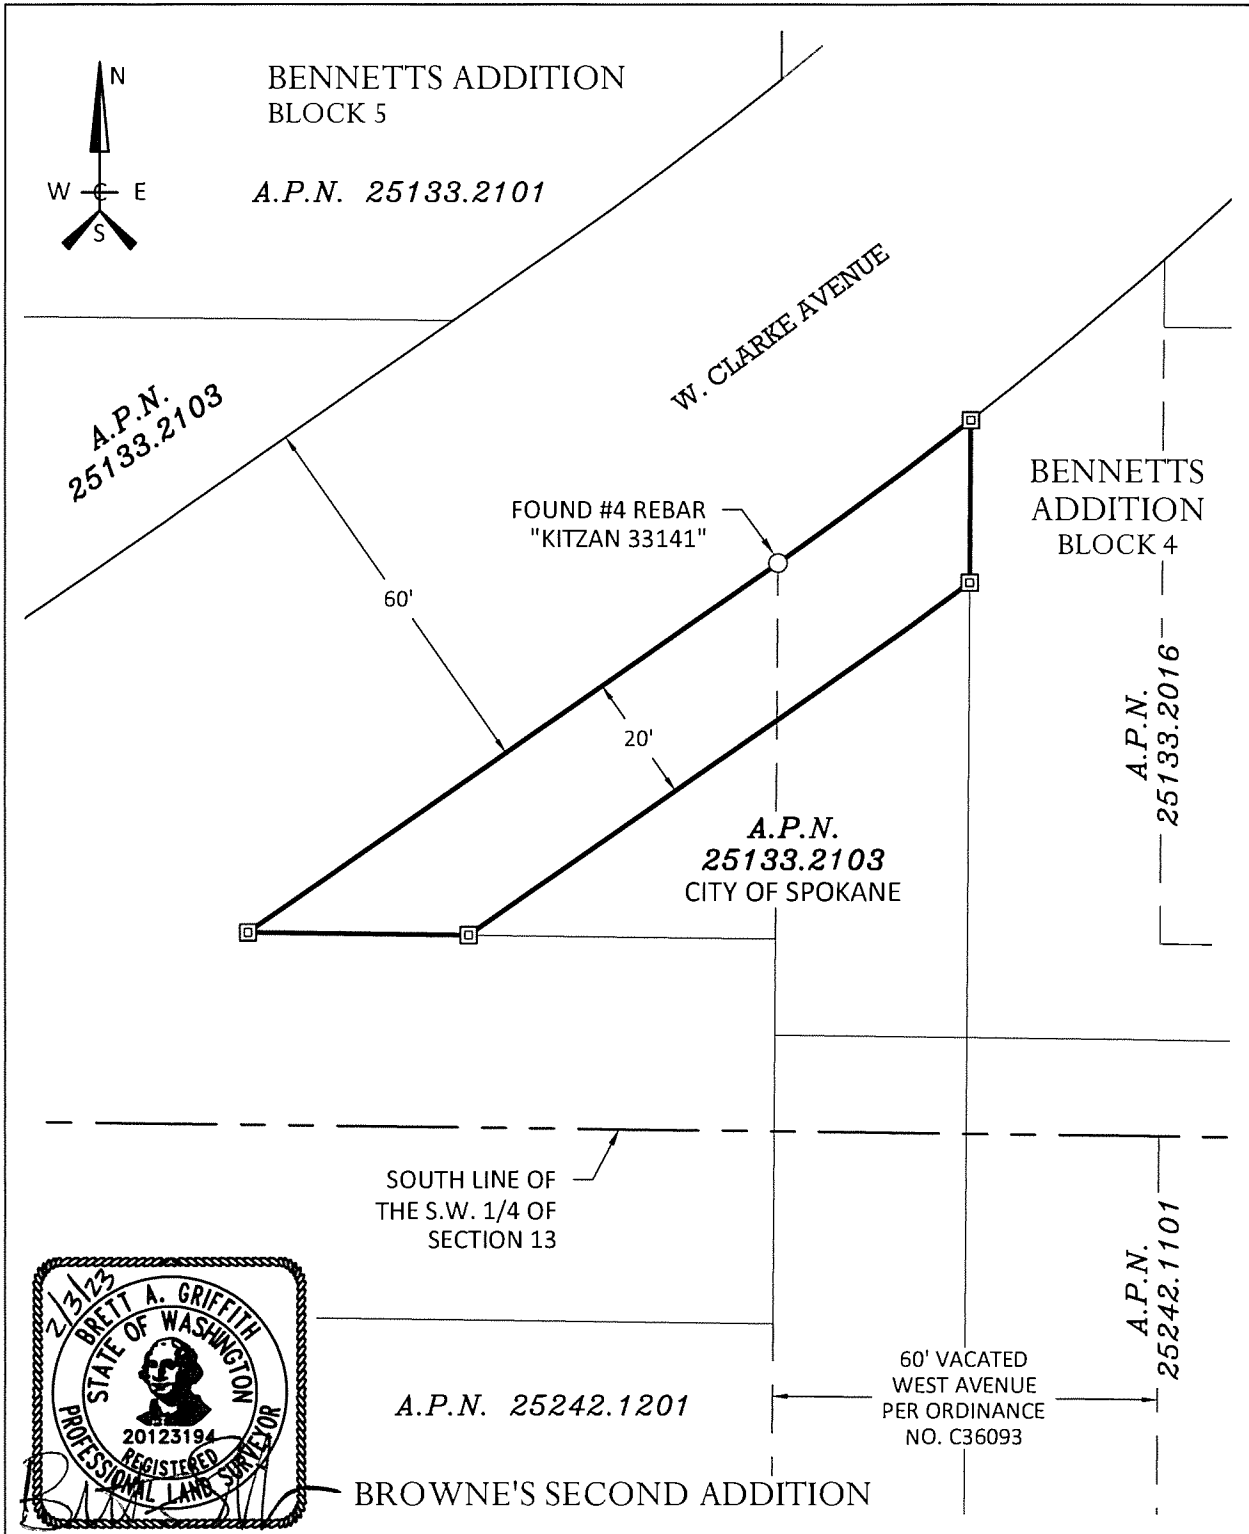 N
W C E
S
BENNETTS ADDITION
BLOCK 5
A.P.N. 25133.2101
W. CLARKE AVENUE
A.P.N.
25133.2103
BENNETTS
ADDITION
BLOCK 4
FOUND #4 REBAR
"KITZAN 33141"
60'
20'
A.P.N.
25133.2016
A.P.N.
25133.2103
CITY OF SPOKANE
SOUTH LINE OF
THE S.W. 1/4 OF
SECTION 13
A.P.N.
25242.1101
2/3/23
BRETT A. GRIFFITH
STATE OF WASHINGTON
20123194
REGISTERED
PROFESSIONAL LAND SURVEYOR
A.P.N. 25242.1201
60' VACATED
WEST AVENUE
PER ORDINANCE
NO. C36093
BROWNE'S SECOND ADDITION